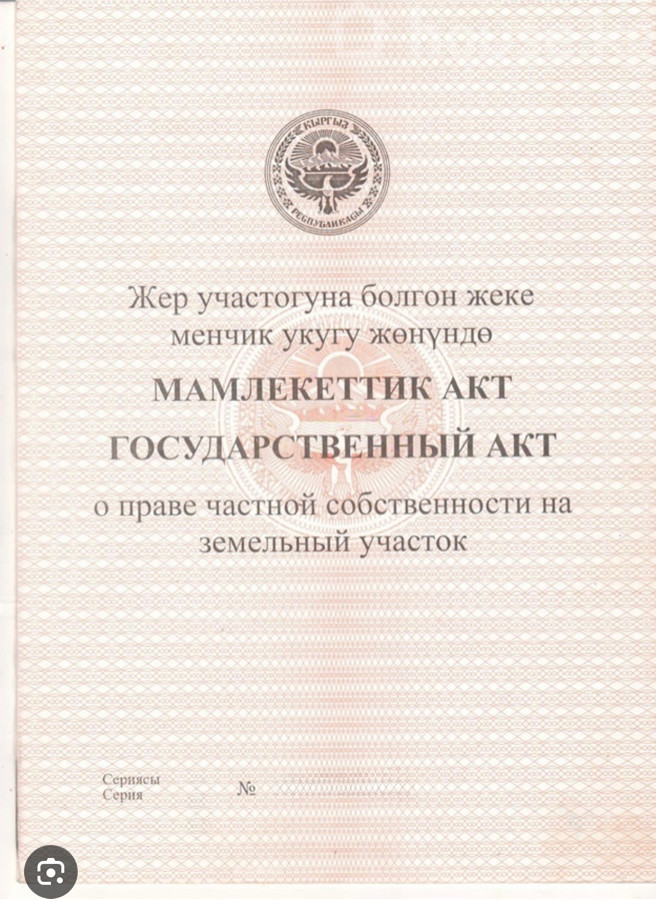 КЫРГЫЗ
РЕСПУБЛИКАСЫ
Жер участогуна болгон жеке
менчик укугу жөнүндө
МАМЛЕКЕТТИК АКТ
ГОСУДАРСТВЕННЫЙ АКТ
о праве частной собственности на
земельный участок
Сериясы
Серия №